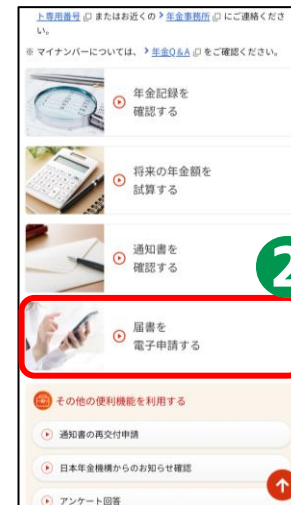 ト専用番号 またはお近くの 年金事務所 にご連絡くださ
い。
※ マイナンバーについては、 年金Q&A をご確認ください。
年金記録を
確認する
将来の年金額を
試算する
通知書を
確認する
2
届書を
電子申請する
その他の便利機能を利用する
通知書の再交付申請
日本年金機構からのお知らせ確認
アンケート回答